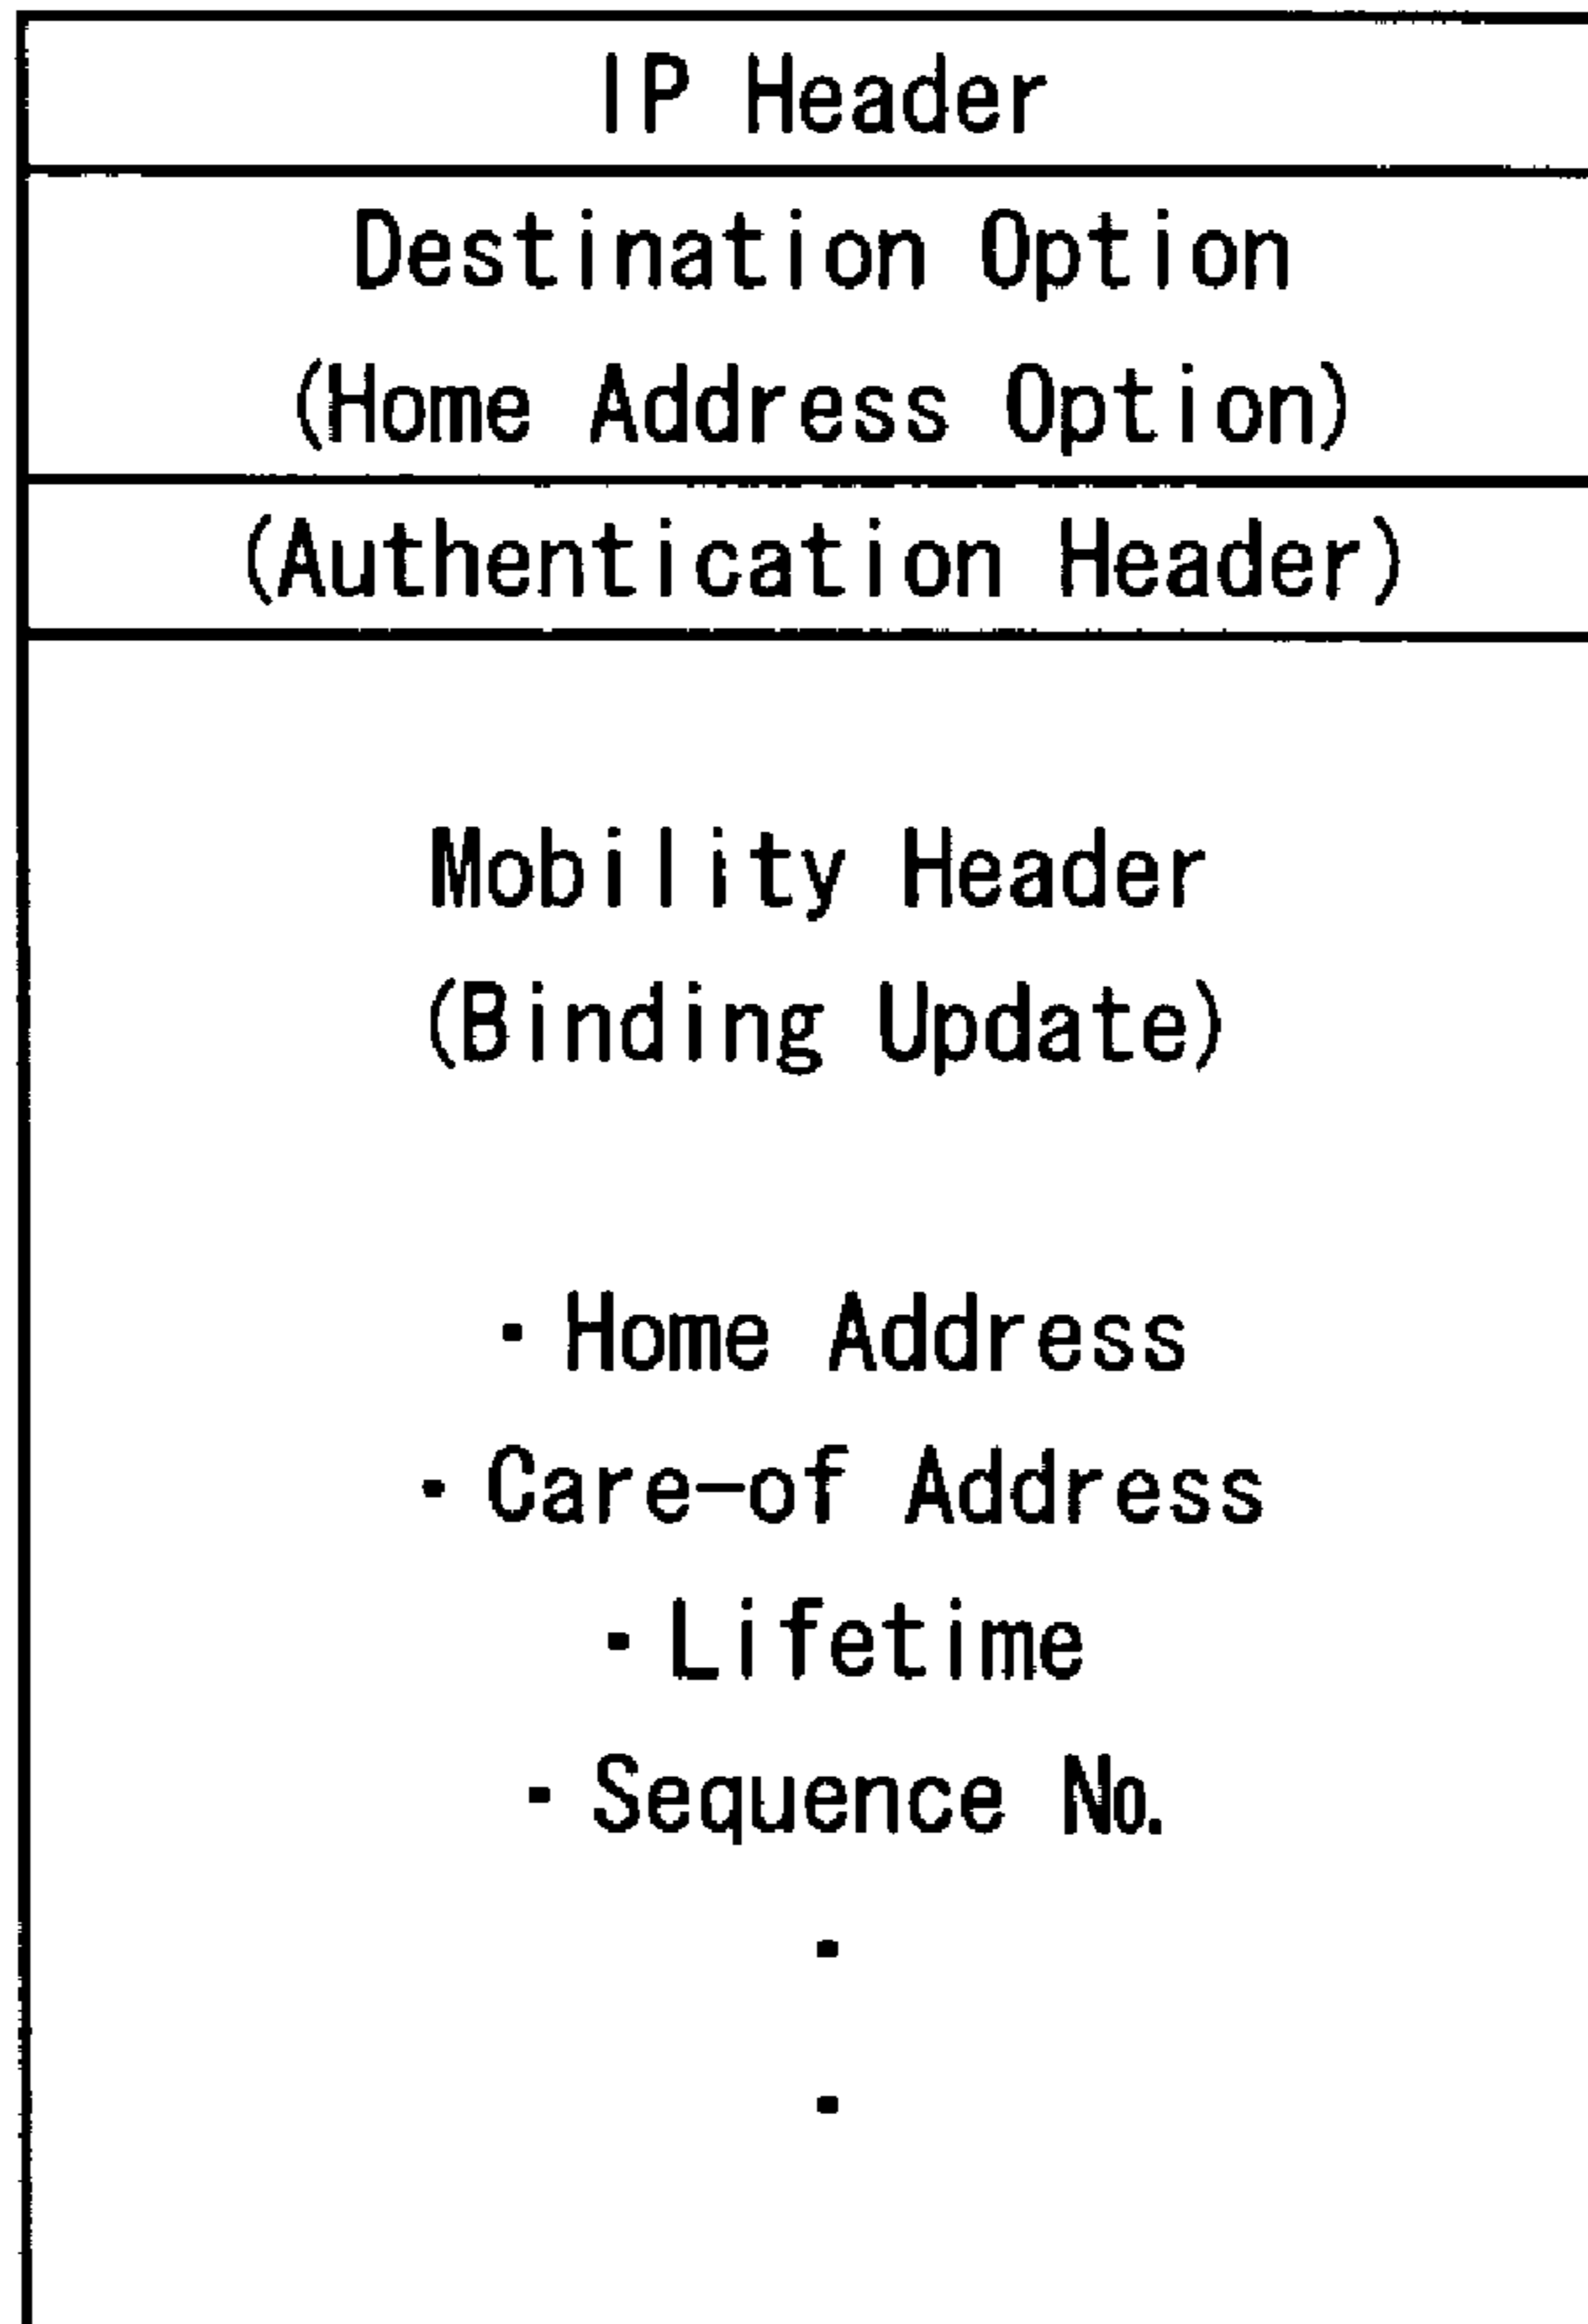 IP Header
Destination Option
(Home Address Option)
(Authentication Header)
Mobility Header
(Binding Update)
・Home Address
・Care-of Address
・Lifetime
・Sequence №
・
・